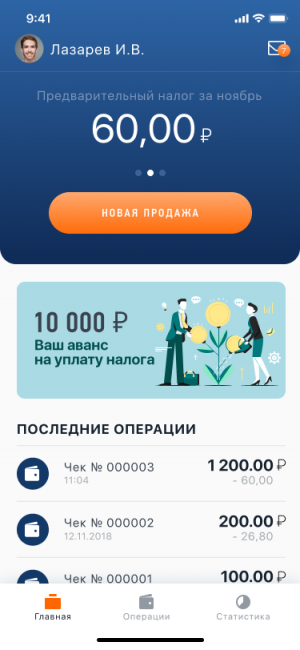 9:41
Лазарев И.В.
7
Предварительный налог за ноябрь
60,00 ₽
НОВАЯ ПРОДАЖА
10 000 ₽
Ваш аванс
на уплату налога
ПОСЛЕДНИЕ ОПЕРАЦИИ
Чек № 000003 1 200.00 ₽
11:04 - 60,00
Чек № 000002 200.00 ₽
12.11.2018 - 26,80
Чек № 000001 100.00 ₽
Главная Операции Статистика